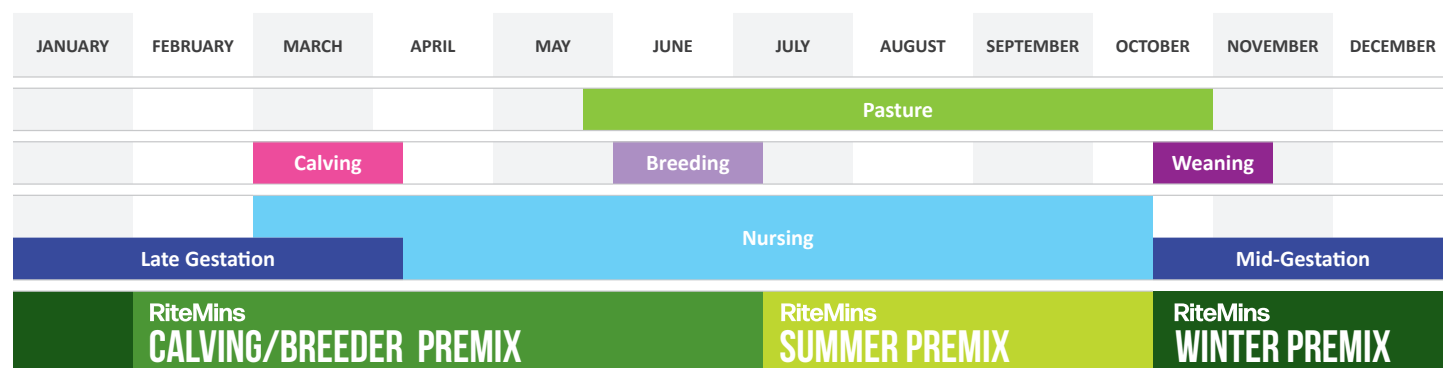 JANUARY FEBRUARY MARCH APRIL MAY JUNE JULY AUGUST SEPTEMBER OCTOBER NOVEMBER DECEMBER
Pasture
Calving Breeding Weaning
Nursing
Late Gestation Mid-Gestation
RiteMins RiteMins RiteMins
CALVING/BREEDER PREMIX SUMMER PREMIX WINTER PREMIX